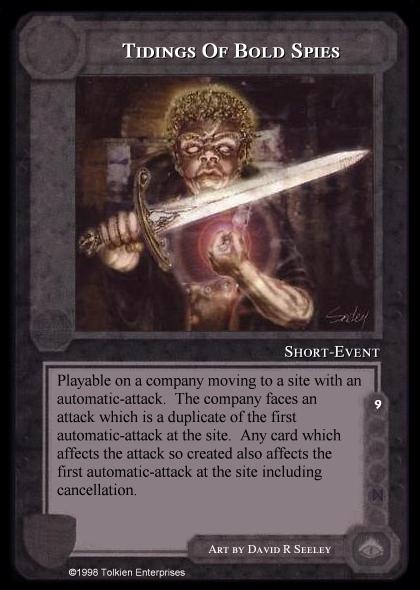 Tidings Of Bold Spies
Seeley
Short-Event
Playable on a company moving to a site with an
automatic-attack. The company faces an
attack which is a duplicate of the first
automatic-attack at the site. Any card which
affects the attack so created also affects the
first automatic-attack at the site including
cancellation.
9
N
Art by David R Seeley
©1998 Tolkien Enterprises